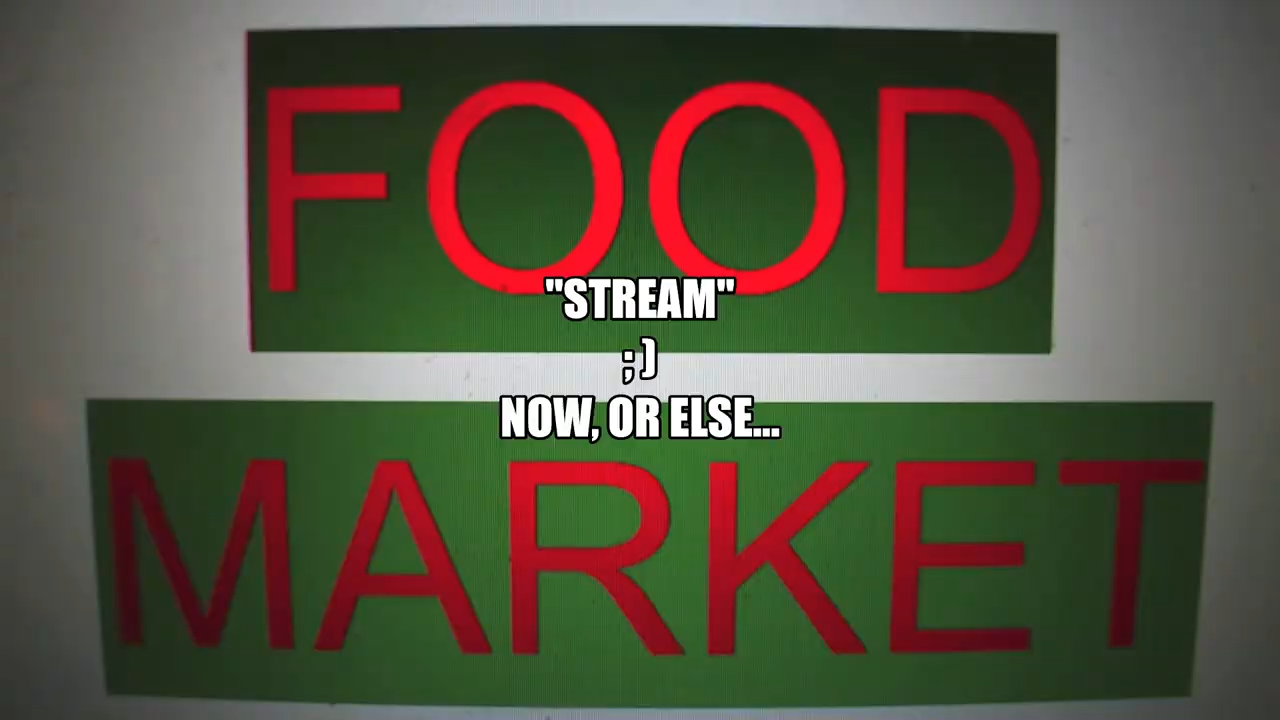 FOOD
"STREAM"
; )
NOW, OR ELSE...
MARKET